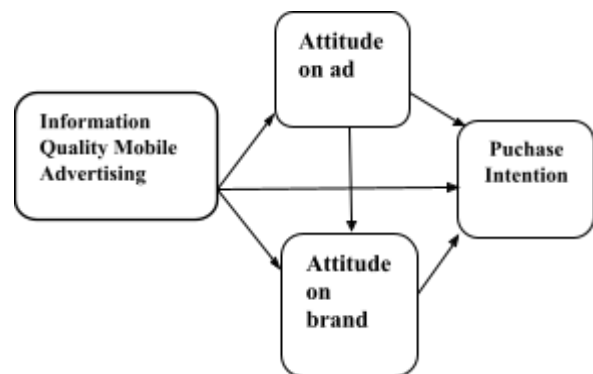 Attitude
on ad
Information
Quality Mobile
Advertising
Puchase
Intention
Attitude
on
brand